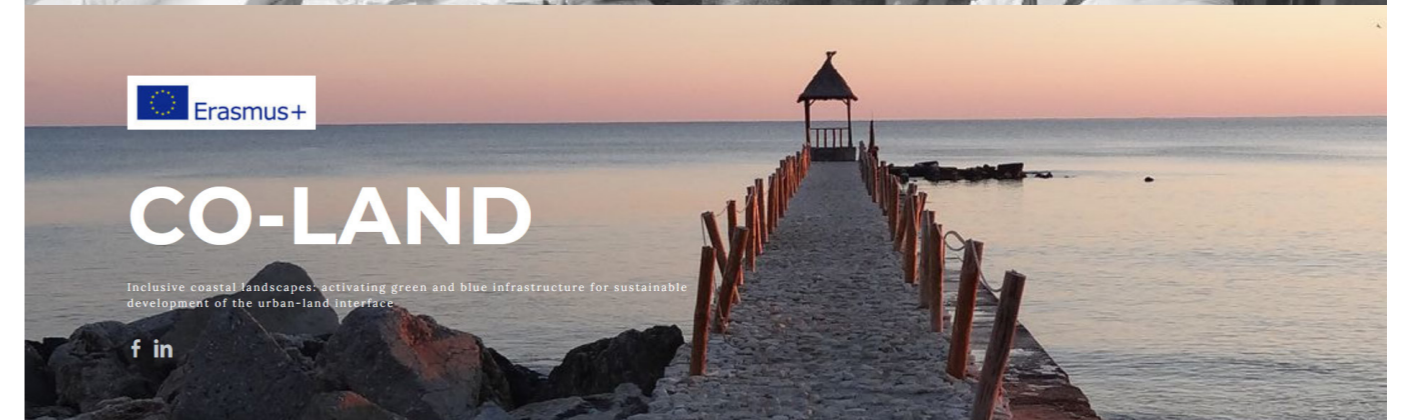 Erasmus+
CO-LAND
Inclusive coastal landscapes: activating green and blue infrastructure for sustainable
development of the urban-land interface
f in